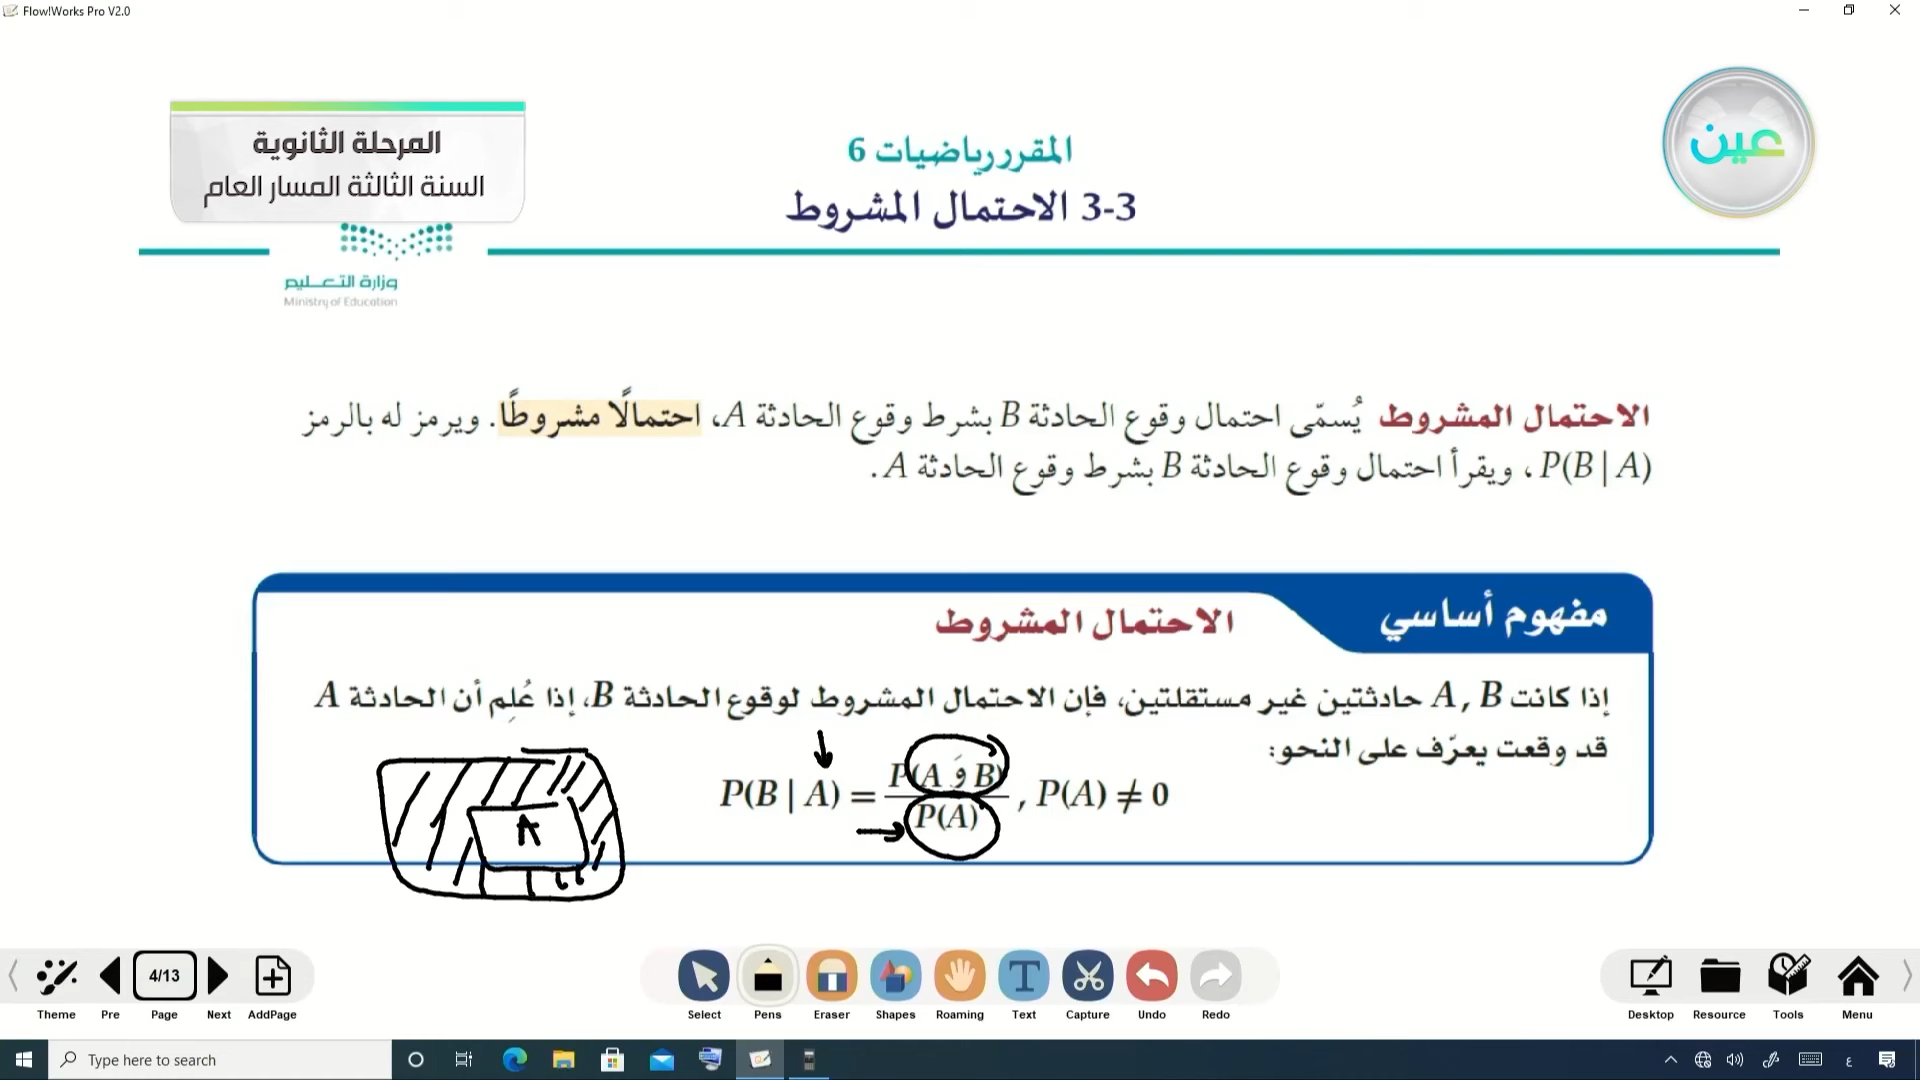 Flow!Works Pro V2.0
عين
المقرر رياضيات 6
3-3 الاحتمال المشروط
المرحلة الثانوية
السنة الثالثة المسار العام
وزارة التعليم
Ministry of Education
الاحتمال المشروط يُسمّى احتمال وقوع الحادثة B بشرط وقوع الحادثة A، احتمالًا مشروطًا. ويرمز له بالرمز
P(B | A) ، ويقرأ احتمال وقوع الحادثة B بشرط وقوع الحادثة A .
مفهوم أساسي
الاحتمال المشروط
إذا كانت A , B حادثتين غير مستقلتين، فإن الاحتمال المشروط لوقوع الحادثة B، إذا عُلِم أن الحادثة A
قد وقعت يعرّف على النحو:
P(B | A) = P(A وَ B) / P(A) , P(A) ≠ 0
A
4/13
Theme Pre Page Next AddPage
Select Pens Eraser Shapes Roaming Text Capture Undo Redo
Desktop Resource Tools Menu
Type here to search
ع